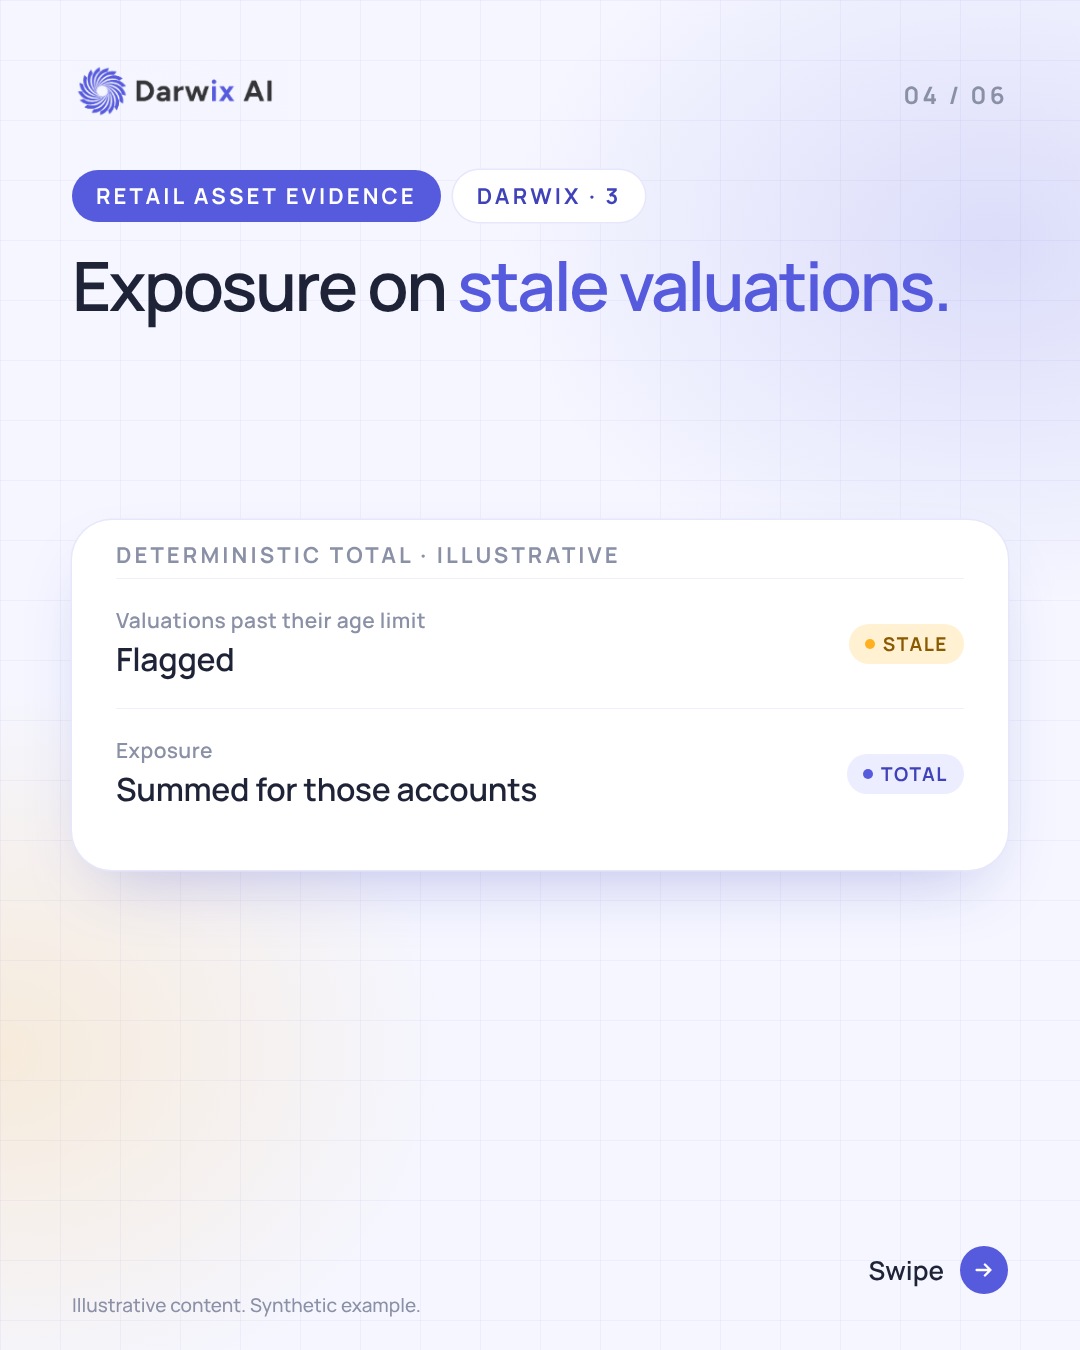 Darwix AI
04 / 06
RETAIL ASSET EVIDENCE
DARWIX · 3
Exposure on stale valuations.
DETERMINISTIC TOTAL · ILLUSTRATIVE
Valuations past their age limit
Flagged
STALE
Exposure
Summed for those accounts
TOTAL
Swipe
Illustrative content. Synthetic example.